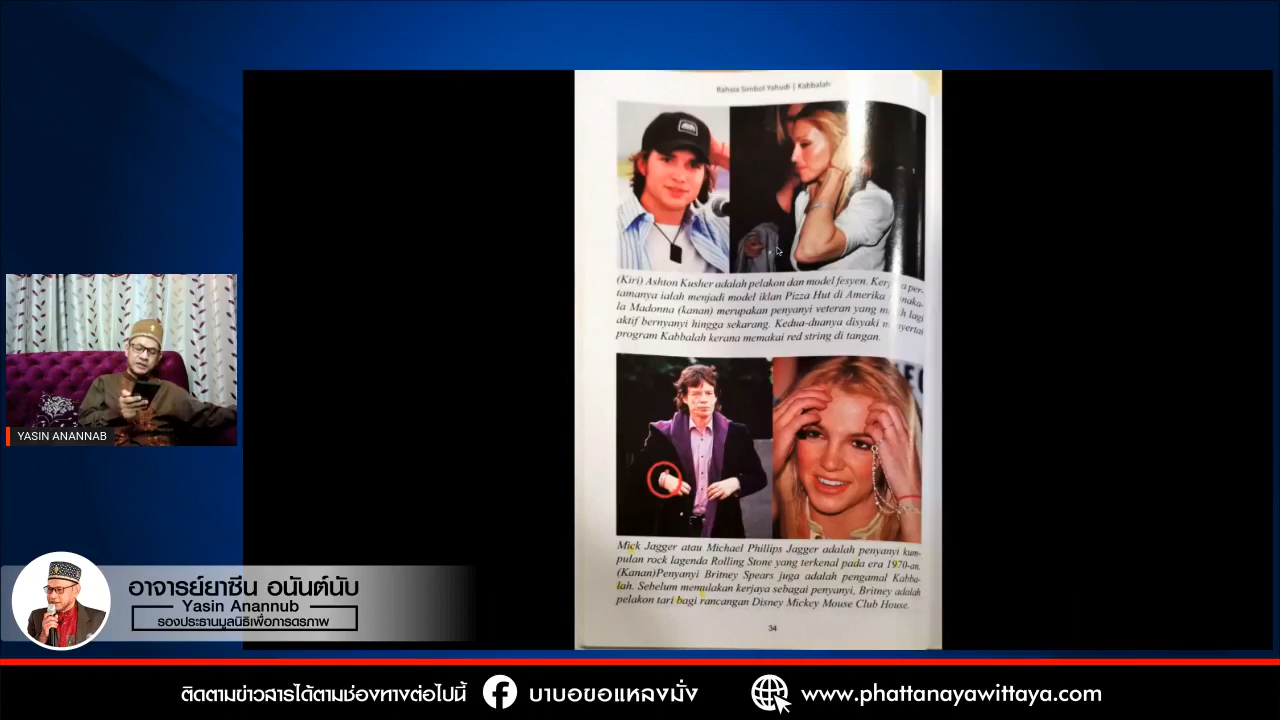 Rahsia Simbol Yahudi | Kabbalah
(Kiri) Ashton Kusher adalah pelakon dan model fesyen. per-
tamanya ialah menjadi model iklan Pizza Hut di Amerika
la Madonna (kanan) merupakan penyanyi veteran yang lagi
aktif bernyanyi hingga sekarang. Kedua-duanya disyaki
program Kabbalah kerana memakai red string di tangan.
Mick Jagger atau Michael Phillips Jagger adalah penyanyi kum-
pulan rock lagenda Rolling Stone yang terkenal pada era 1970-an.
(Kanan)Penyanyi Britney Spears juga adalah pengamal Kabba-
lah. Sebelum memulakan kerjaya sebagai penyanyi, Britney adalah
pelakon tari bagi rancangan Disney Mickey Mouse Club House.
34
YASIN ANANNAB
อาจารย์ยาซีน อนันต์นับ
Yasin Anannub
รองประธานมูลนิธิเพื่อการดรภาพ
ติดตามข่าวสารได้ตามช่องทางต่อไปนี้
บาบอขอแหลงมั่ง
www.phattanayawittaya.com